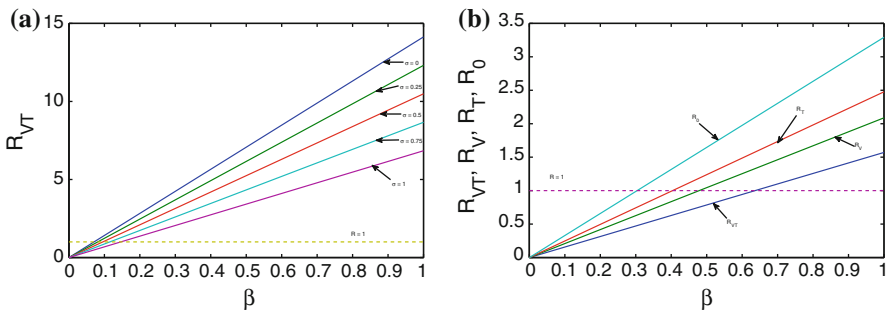 (a)
R_VT
15
10
5
0
σ = 0
σ = 0.25
σ = 0.5
σ = 0.75
σ = 1
R = 1
0 0.1 0.2 0.3 0.4 0.5 0.6 0.7 0.8 0.9 1
β
(b)
R_VT, R_V, R_T, R_0
3.5
3
2.5
2
1.5
1
0.5
0
R_0
R_T
R_V
R = 1
R_VT
0 0.1 0.2 0.3 0.4 0.5 0.6 0.7 0.8 0.9 1
β